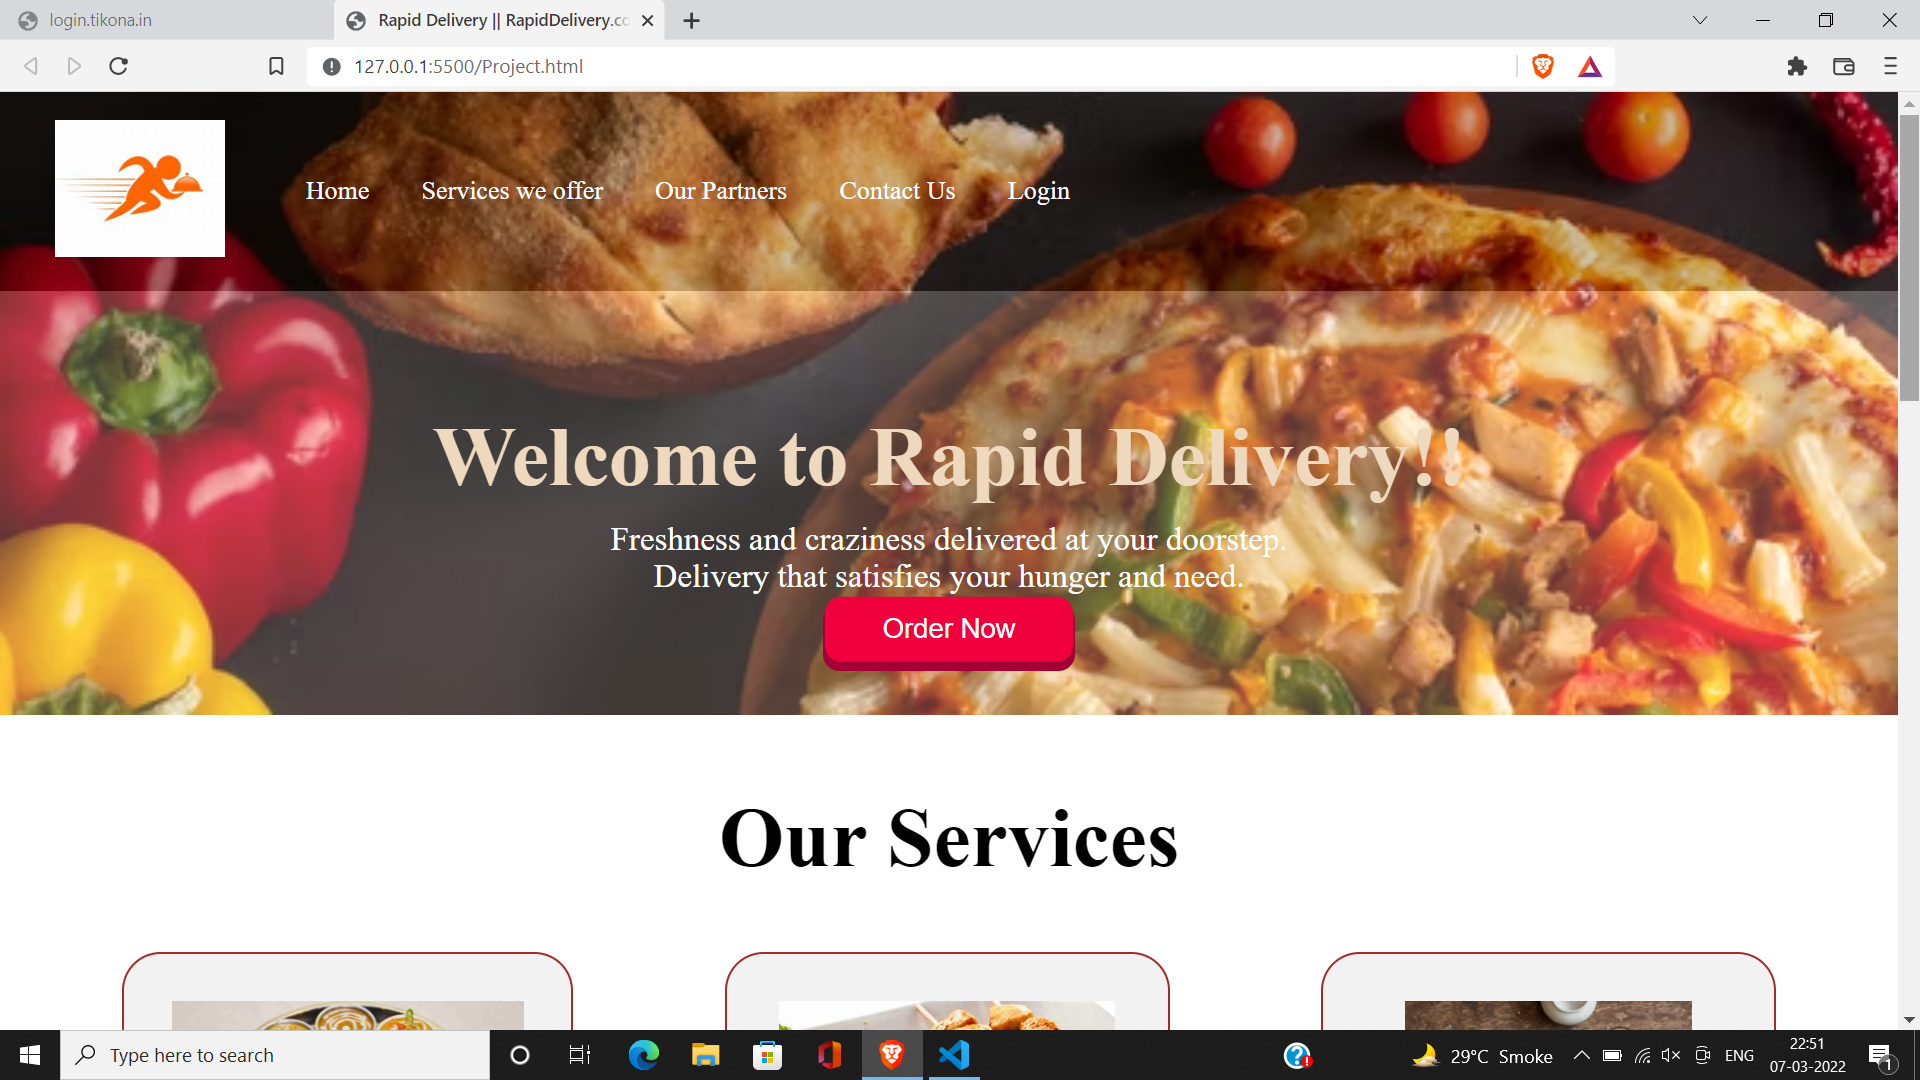 login.tikona.in
Rapid Delivery || RapidDelivery.co
127.0.0.1:5500/Project.html
Home Services we offer Our Partners Contact Us Login
Welcome to Rapid Delivery!!
Freshness and craziness delivered at your doorstep.
Delivery that satisfies your hunger and need.
Order Now
Our Services
Type here to search
29°C Smoke
ENG
22:51
07-03-2022
1